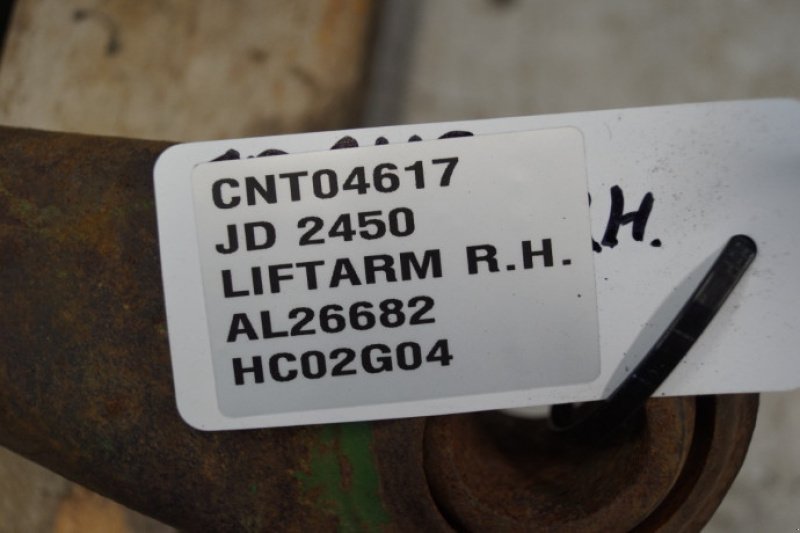 CNT04617
JD 2450
LIFTARM R.H.
AL26682
HC02G04
R.H.